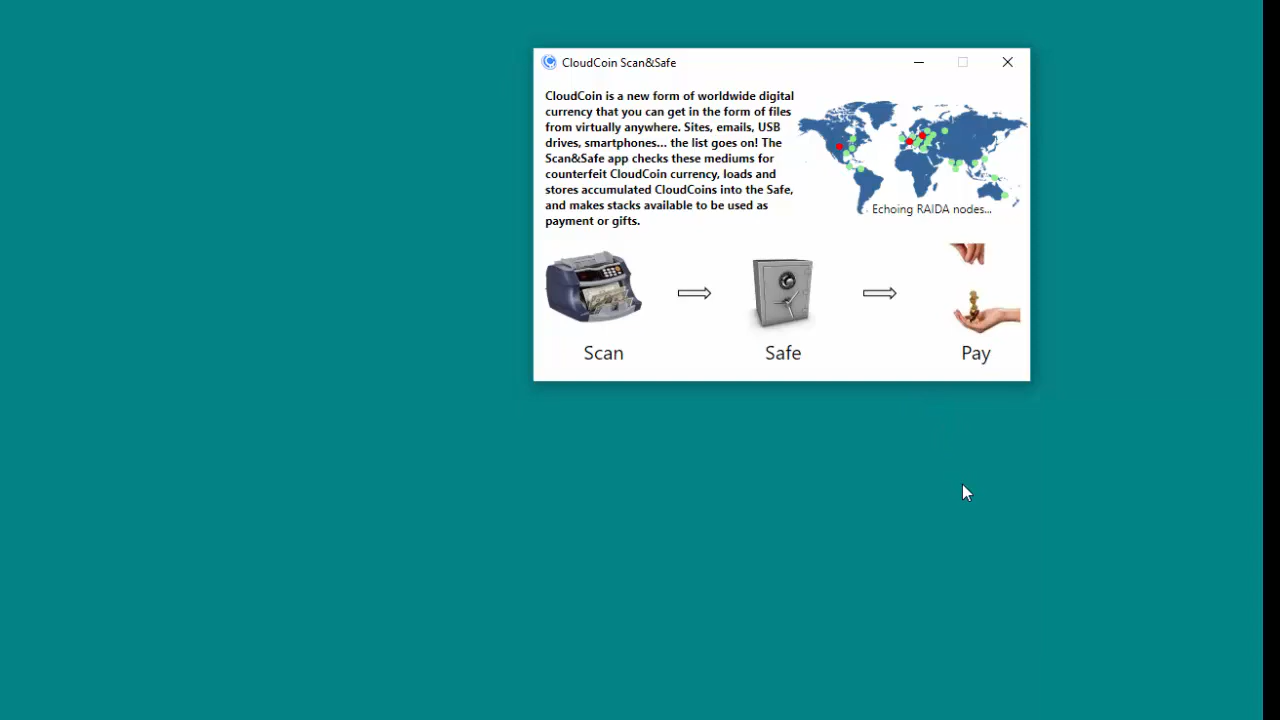 CloudCoin Scan&Safe
CloudCoin is a new form of worldwide digital
currency that you can get in the form of files
from virtually anywhere. Sites, emails, USB
drives, smartphones... the list goes on! The
Scan&Safe app checks these mediums for
counterfeit CloudCoin currency, loads and
stores accumulated CloudCoins into the Safe,
and makes stacks available to be used as
payment or gifts.
Echoing RAIDA nodes...
Scan
Safe
Pay